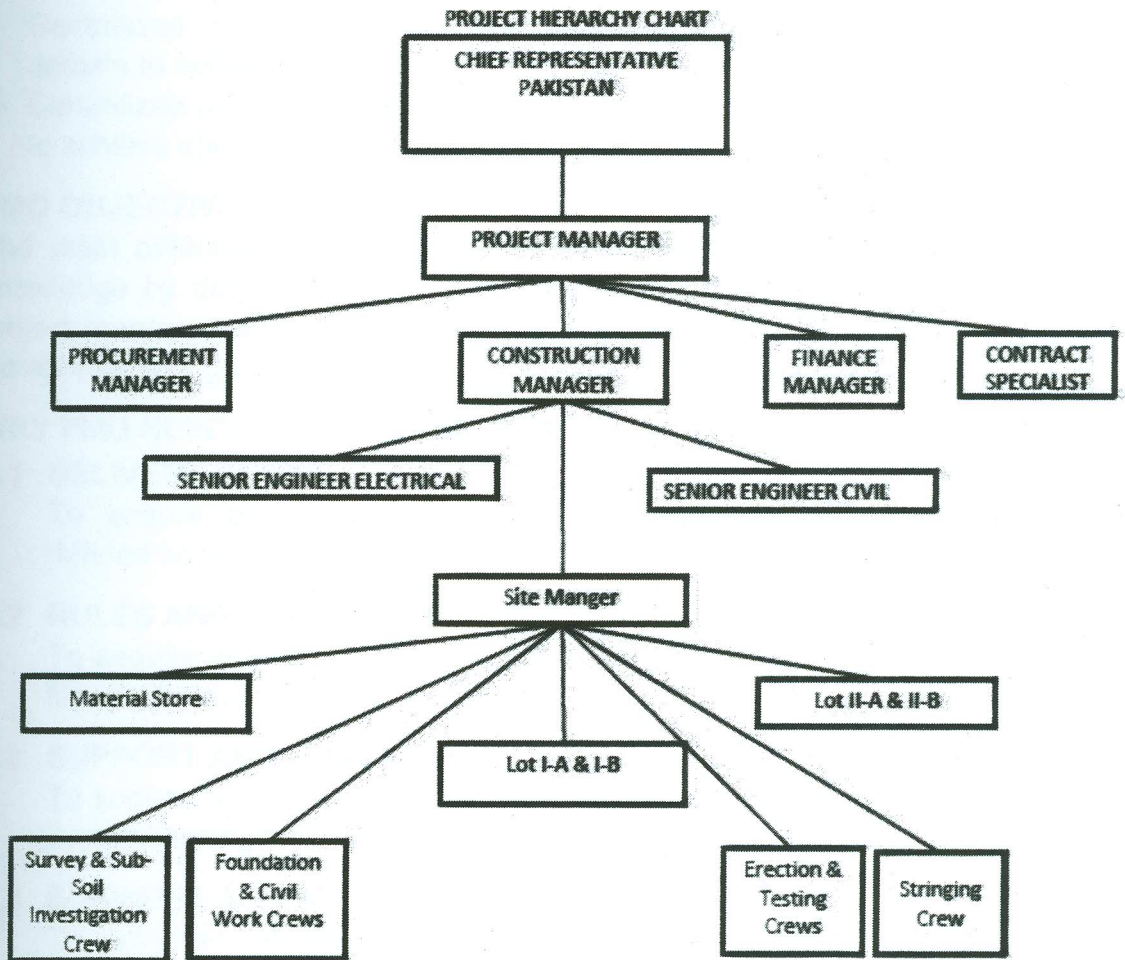 PROJECT HIERARCHY CHART
CHIEF REPRESENTATIVE
PAKISTAN
PROJECT MANAGER
PROCUREMENT
MANAGER
CONSTRUCTION
MANAGER
FINANCE
MANAGER
CONTRACT
SPECIALIST
SENIOR ENGINEER ELECTRICAL
SENIOR ENGINEER CIVIL
Site Manger
Material Store
Lot II-A & II-B
Lot I-A & I-B
Survey & Sub-
Soil
Investigation
Crew
Foundation
& Civil
Work Crews
Erection &
Testing
Crews
Stringing
Crew